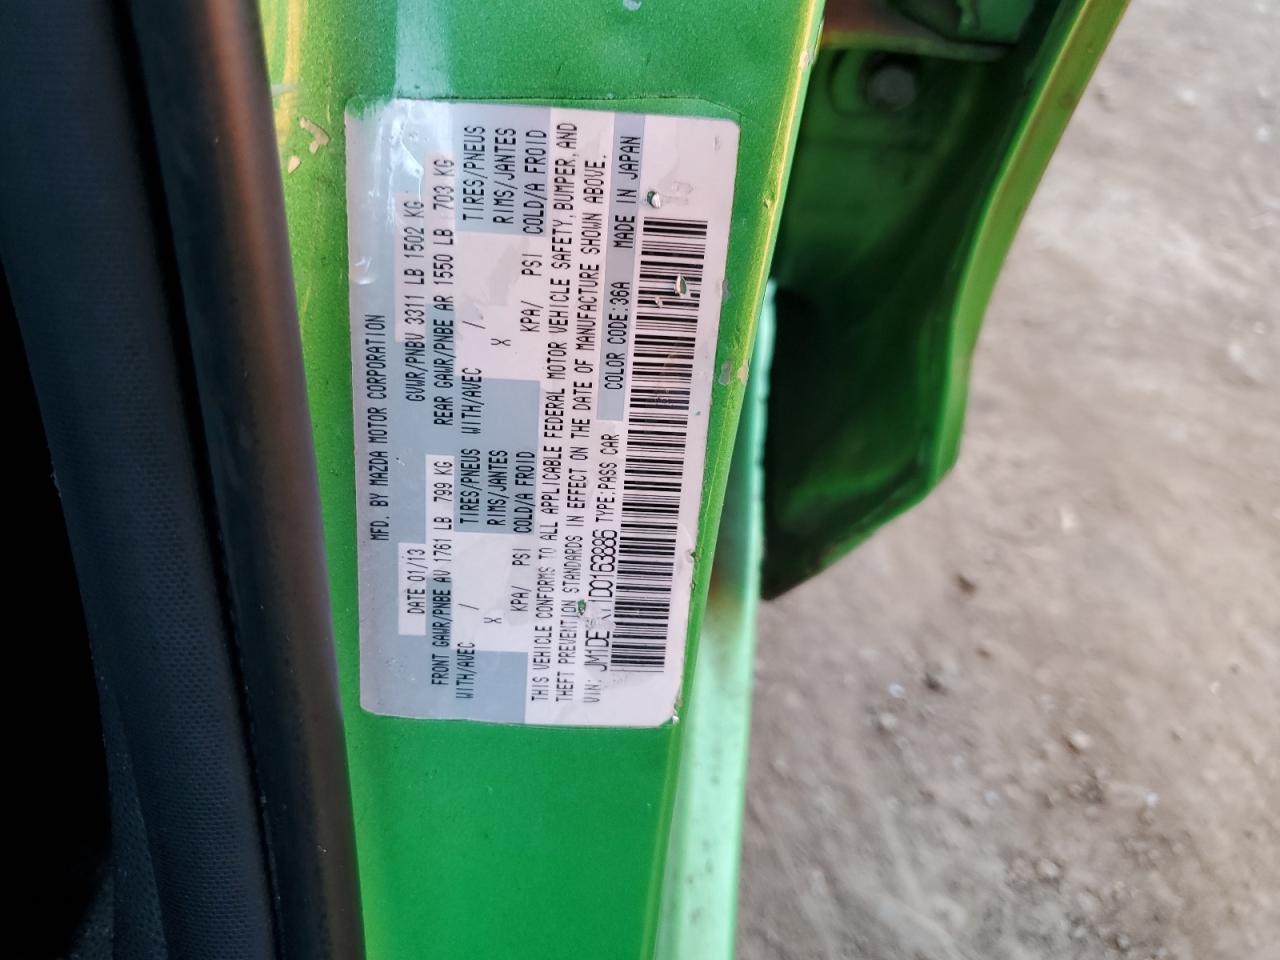 MFD. BY MAZDA MOTOR CORPORATION
DATE 01/13
GVWR/PNBV 3311 LB 1502 KG
FRONT GAWR/PNBE AV 1761 LB 799 KG
REAR GAWR/PNBE AR 1550 LB 703 KG
WITH/AVEC
TIRES/PNEUS
WITH/AVEC
TIRES/PNEUS
X /
RIMS/JANTES
X /
RIMS/JANTES
KPA/ PSI
COLD/A FROID
KPA/ PSI
COLD/A FROID
THIS VEHICLE CONFORMS TO ALL APPLICABLE FEDERAL MOTOR VEHICLE SAFETY, BUMPER, AND
THEFT PREVENTION STANDARDS IN EFFECT ON THE DATE OF MANUFACTURE SHOWN ABOVE.
VIN: TYPE:PASS CAR
COLOR CODE:36A
MADE IN JAPAN